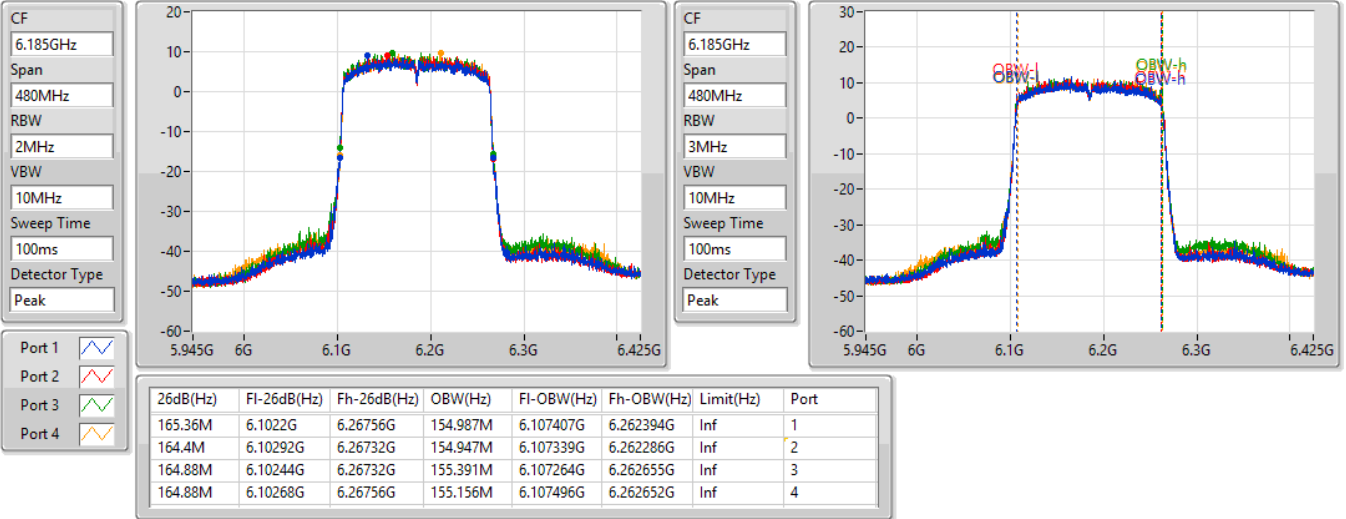 CF
6.185GHz
Span
480MHz
RBW
2MHz
VBW
10MHz
Sweep Time
100ms
Detector Type
Peak
20
10
0
-10
-20
-30
-40
-50
-60
5.945G 6G 6.1G 6.2G 6.3G 6.425G
CF
6.185GHz
Span
480MHz
RBW
3MHz
VBW
10MHz
Sweep Time
100ms
Detector Type
Peak
30
20
10
0
-10
-20
-30
-40
-50
-60
OBW-l
OBW-l
OBW-h
OBW-h
5.945G 6G 6.1G 6.2G 6.3G 6.425G
Port 1
Port 2
Port 3
Port 4
26dB(Hz) Fl-26dB(Hz) Fh-26dB(Hz) OBW(Hz) Fl-OBW(Hz) Fh-OBW(Hz) Limit(Hz) Port
165.36M 6.1022G 6.26756G 154.987M 6.107407G 6.262394G Inf 1
164.4M 6.10292G 6.26732G 154.947M 6.107339G 6.262286G Inf 2
164.88M 6.10244G 6.26732G 155.391M 6.107264G 6.262655G Inf 3
164.88M 6.10268G 6.26756G 155.156M 6.107496G 6.262652G Inf 4